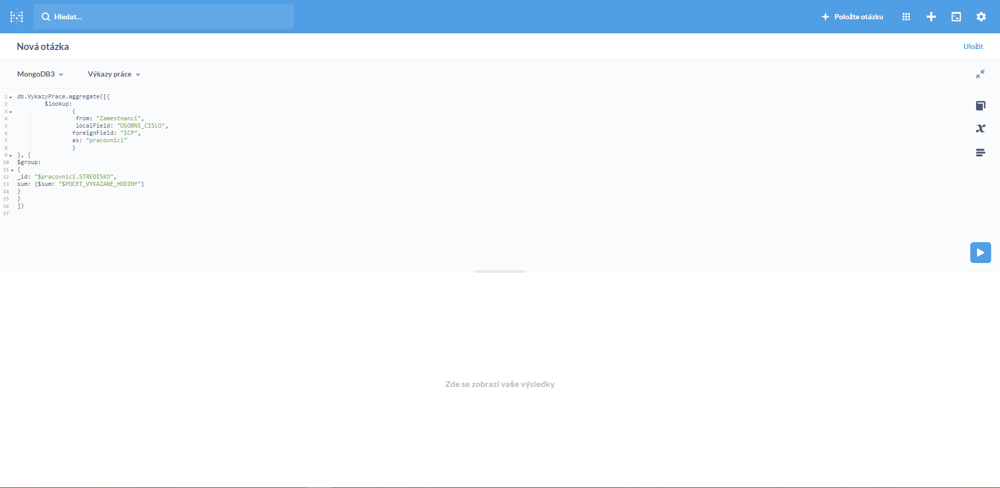 Hledat...
Položte otázku
Nová otázka
Uložit
MongoDB3
Výkazy práce
1 db.VykazyPrace.aggregate([{
2 $lookup:
3 {
4 from: "Zamestnanci",
5 localField: "OSOBNI_CISLO",
6 foreignField: "ICP",
7 as: "pracovnici"
8 }
9 }, {
10 $group:
11 {
12 _id: "$pracovnici.STREDISKO",
13 sum: {$sum: "$POCET_VYKAZANE_HODINY"}
14 }
15 }
16 ])
17
Zde se zobrazí vaše výsledky